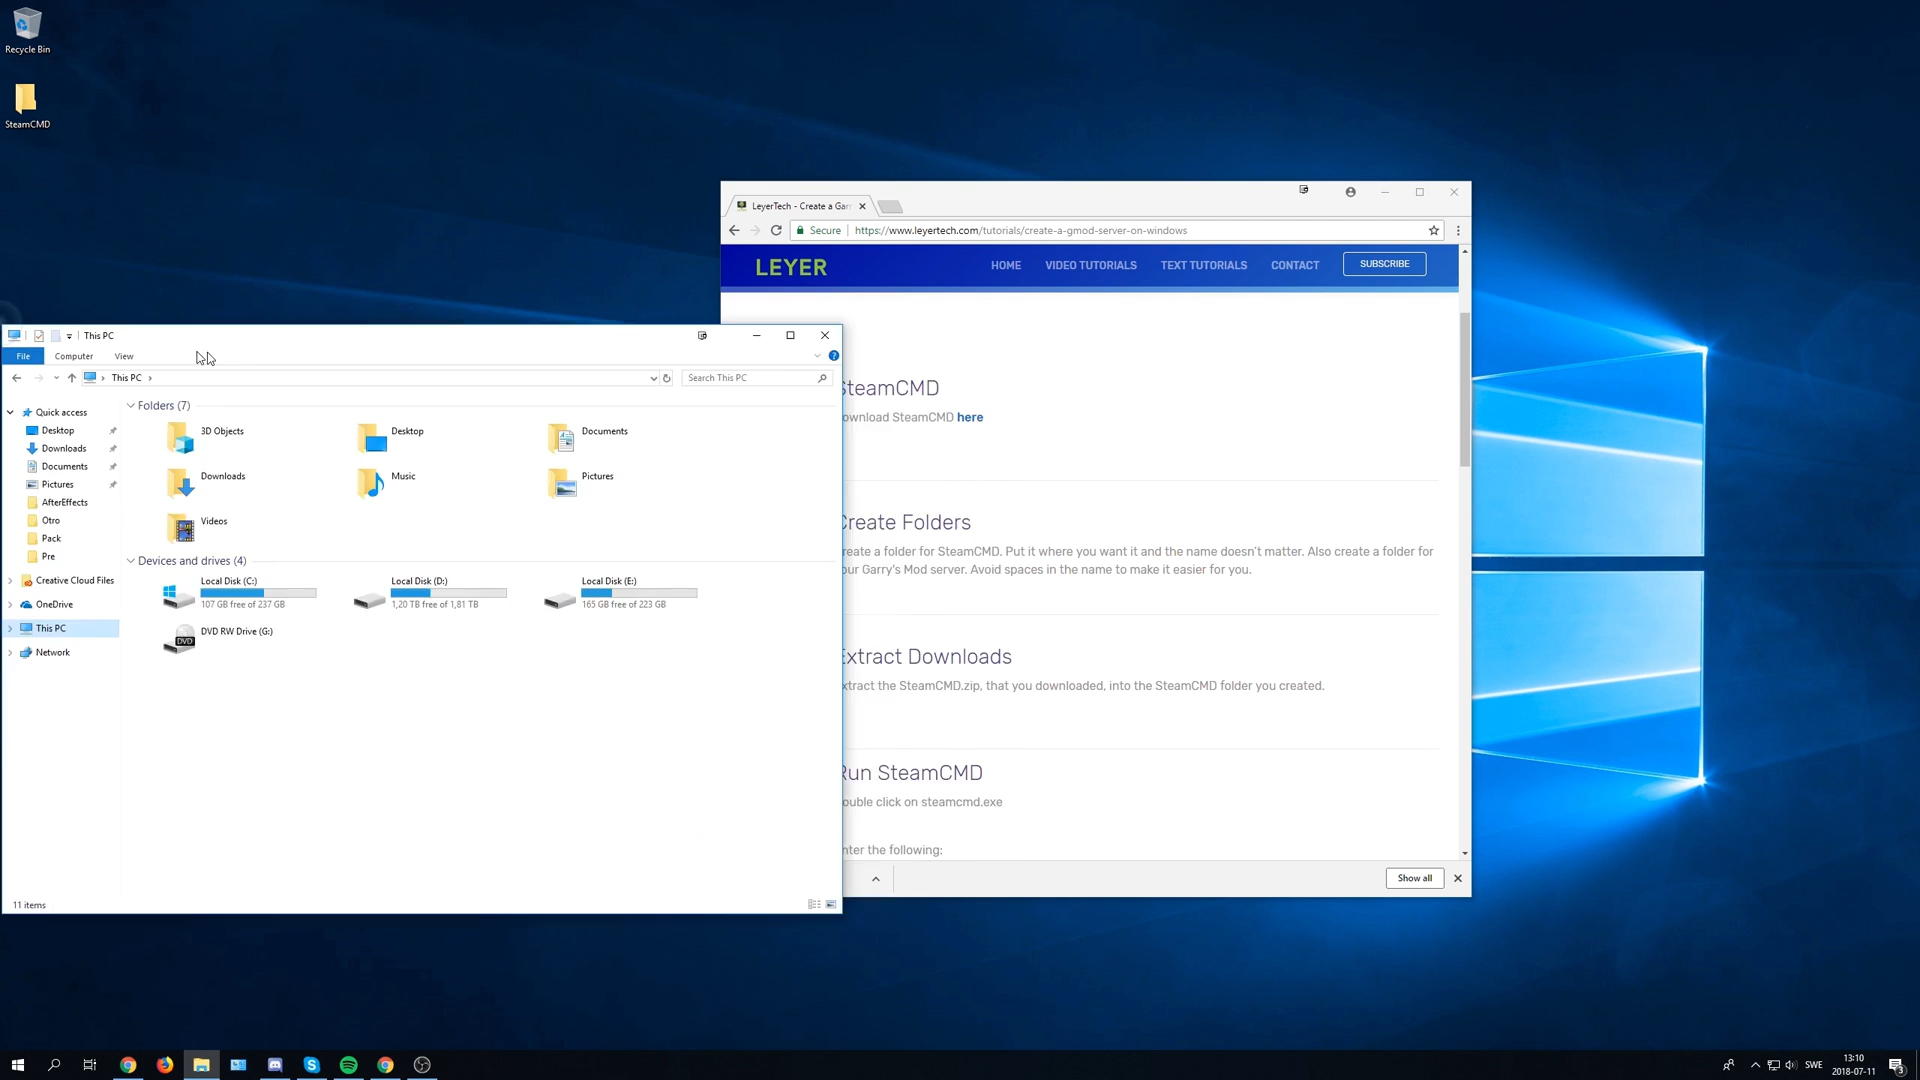 Recycle Bin
SteamCMD
LeyerTech - Create a Gar
Secure
https://www.leyertech.com/tutorials/create-a-gmod-server-on-windows
LEYER
HOME
VIDEO TUTORIALS
TEXT TUTORIALS
CONTACT
SUBSCRIBE
SteamCMD
ownload SteamCMD here
Create Folders
reate a folder for SteamCMD. Put it where you want it and the name doesn't matter. Also create a folder for
our Garry's Mod server. Avoid spaces in the name to make it easier for you.
Extract Downloads
xtract the SteamCMD.zip, that you downloaded, into the SteamCMD folder you created.
Run SteamCMD
ouble click on steamcmd.exe
nter the following:
Show all
This PC
File
Computer
View
This PC
Search This PC
Quick access
Desktop
Downloads
Documents
Pictures
AfterEffects
Otro
Pack
Pre
Creative Cloud Files
OneDrive
This PC
Network
Folders (7)
3D Objects
Desktop
Documents
Downloads
Music
Pictures
Videos
Devices and drives (4)
Local Disk (C:)
107 GB free of 237 GB
Local Disk (D:)
1,20 TB free of 1,81 TB
Local Disk (E:)
165 GB free of 223 GB
DVD RW Drive (G:)
DVD
11 items
SWE
13:10
2018-07-11
3